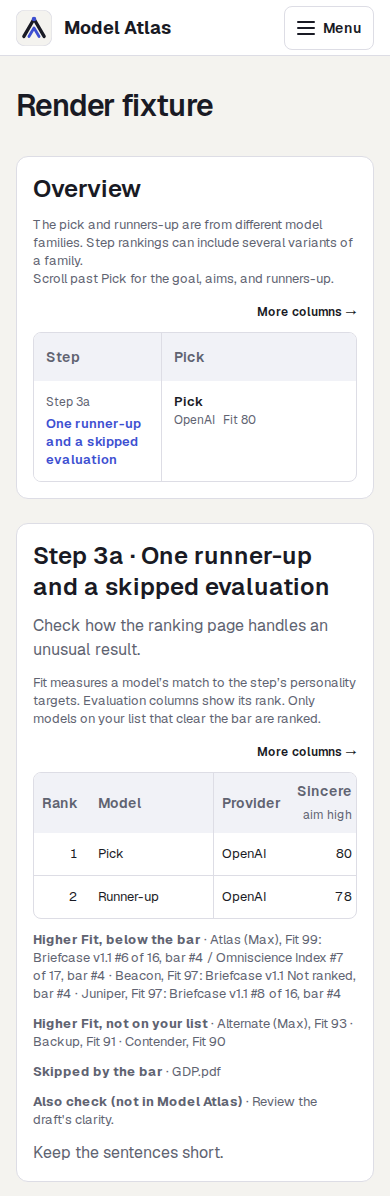 Model Atlas
Menu
Render fixture
Overview
The pick and runners-up are from different model
families. Step rankings can include several variants of
a family.
Scroll past Pick for the goal, aims, and runners-up.
More columns →
Step
Pick
Step 3a
One runner-up
and a skipped
evaluation
Pick
OpenAI Fit 80
Step 3a · One runner-up
and a skipped evaluation
Check how the ranking page handles an
unusual result.
Fit measures a model's match to the step's personality
targets. Evaluation columns show its rank. Only
models on your list that clear the bar are ranked.
More columns →
Rank Model Provider Sincere
aim high
1 Pick OpenAI 80
2 Runner-up OpenAI 78
Higher Fit, below the bar · Atlas (Max), Fit 99:
Briefcase v1.1 #6 of 16, bar #4 / Omniscience Index #7
of 17, bar #4 · Beacon, Fit 97: Briefcase v1.1 Not ranked,
bar #4 · Juniper, Fit 97: Briefcase v1.1 #8 of 16, bar #4
Higher Fit, not on your list · Alternate (Max), Fit 93 ·
Backup, Fit 91 · Contender, Fit 90
Skipped by the bar · GDP.pdf
Also check (not in Model Atlas) · Review the
draft's clarity.
Keep the sentences short.